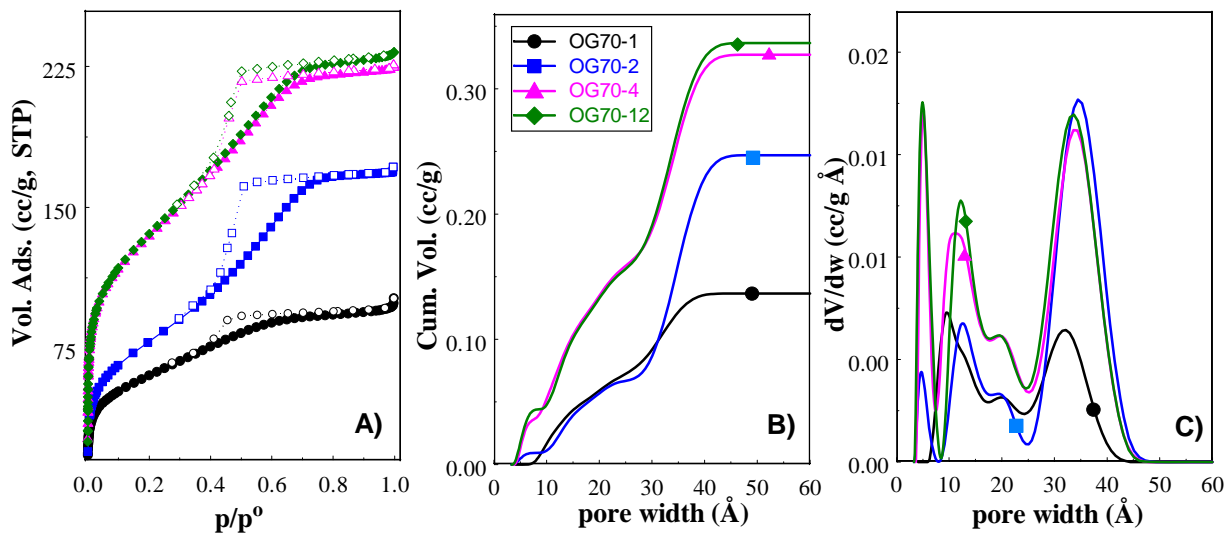 Vol. Ads. (cc/g, STP)
225
150
75
0.0 0.2 0.4 0.6 0.8 1.0
p/pº
A)
OG70-1
OG70-2
OG70-4
OG70-12
Cum. Vol. (cc/g)
0.30
0.20
0.10
0.00
0 10 20 30 40 50 60
pore width (Å)
B)
dV/dw (cc/g Å)
0.02
0.01
0.01
0.00
0.00
0 10 20 30 40 50 60
pore width (Å)
C)